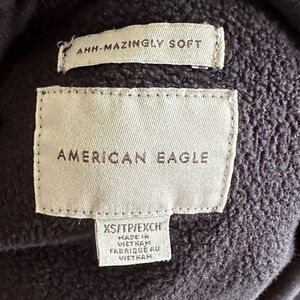 AHH-MAZINGLY SOFT
AMERICAN EAGLE
XS/TP/EXCH
MADE IN
VIETNAM
FABRIQUÉ AU
VIETNAM